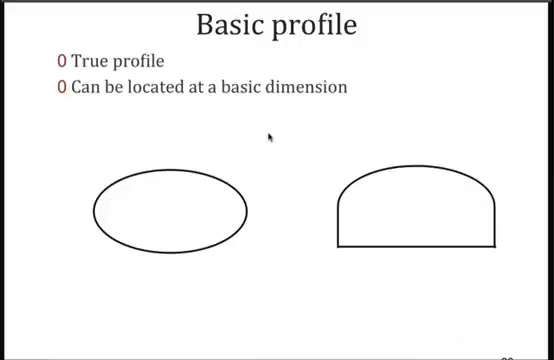 Basic profile
0 True profile
0 Can be located at a basic dimension